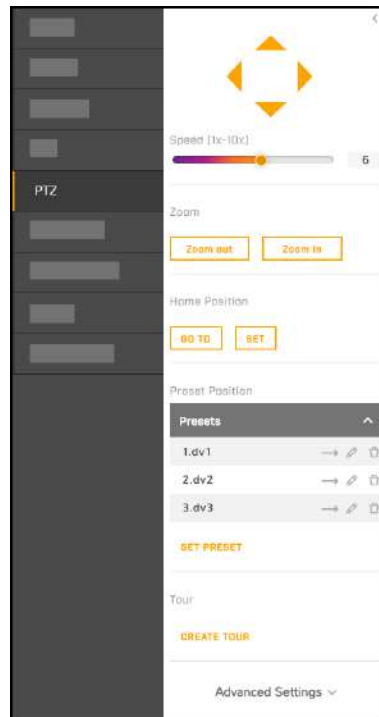 PTZ
Speed (1x-10x)
6
Zoom
Zoom out Zoom in
Home Position
GO TO SET
Preset Position
Presets
1.dv1
2.dv2
3.dv3
SET PRESET
Tour
CREATE TOUR
Advanced Settings